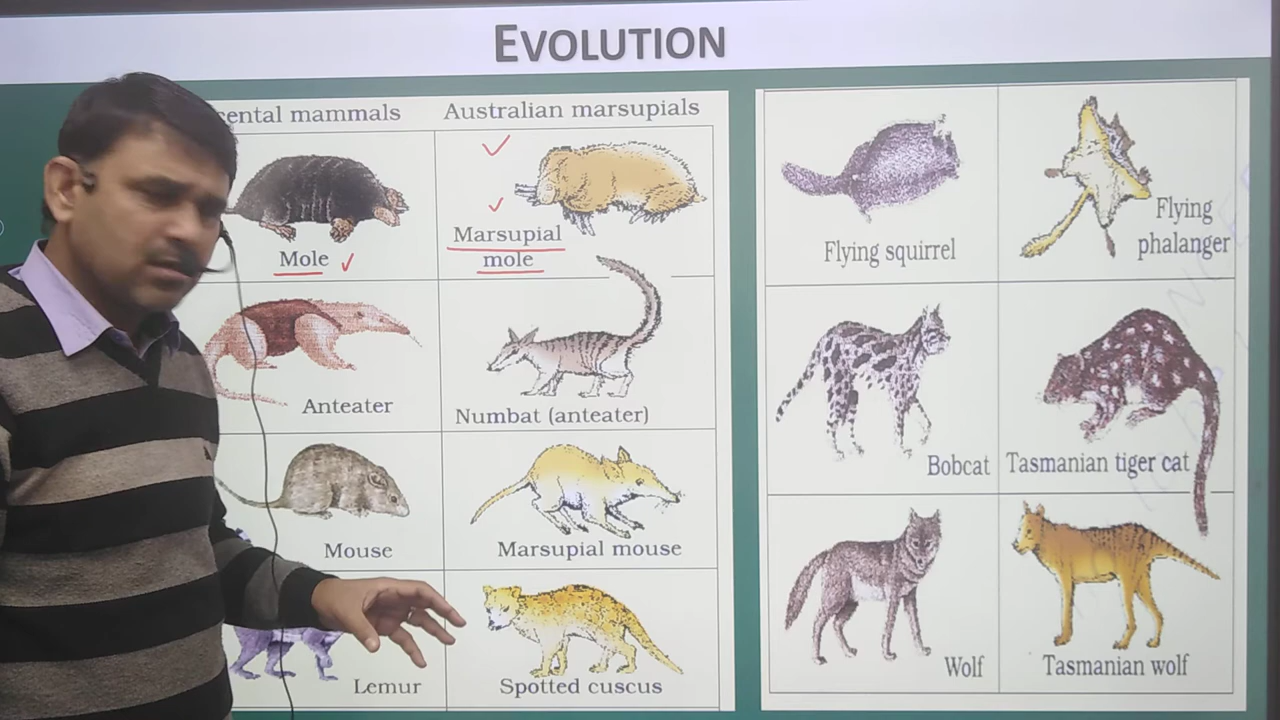 EVOLUTION
cental mammals
Australian marsupials
Mole
Marsupial
mole
Anteater
Numbat (anteater)
Mouse
Marsupial mouse
Lemur
Spotted cuscus
Flying squirrel
Flying
phalanger
Bobcat
Tasmanian tiger cat
Wolf
Tasmanian wolf